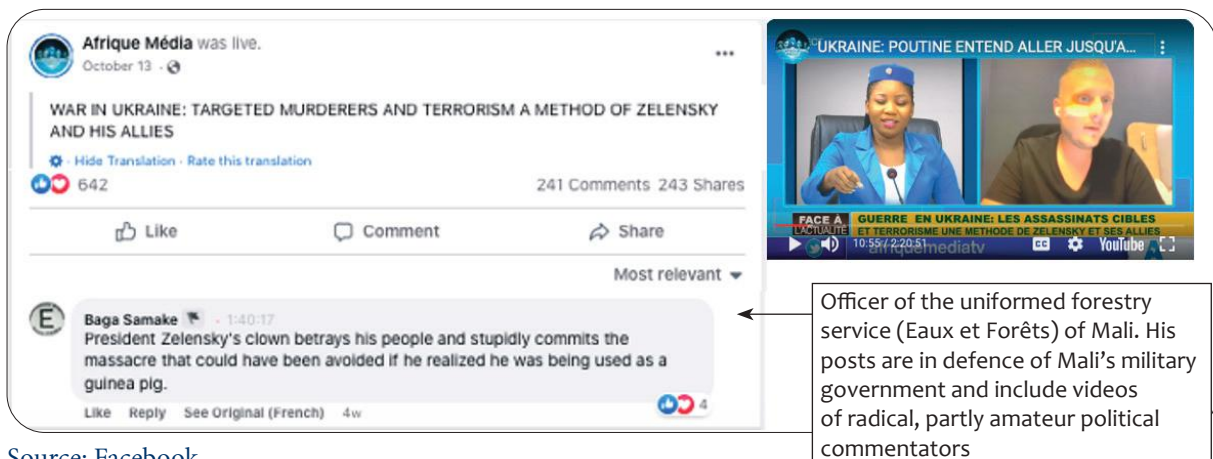 Afrique Média was live.
October 13
WAR IN UKRAINE: TARGETED MURDERERS AND TERRORISM A METHOD OF ZELENSKY
AND HIS ALLIES
Hide Translation · Rate this translation
642
241 Comments 243 Shares
Like Comment Share
Most relevant
Baga Samake · 1:40:17
President Zelensky's clown betrays his people and stupidly commits the
massacre that could have been avoided if he realized he was being used as a
guinea pig.
Like Reply See Original (French) 4w
4
UKRAINE: POUTINE ENTEND ALLER JUSQU'A...
FACE À
L'ACTUALITÉ
GUERRE EN UKRAINE: LES ASSASSINATS CIBLES
ET TERRORISME UNE METHODE DE ZELENSKY ET SES ALLIES
10:55 / 2:20:51
afriquemediatv
CC
YouTube
Officer of the uniformed forestry
service (Eaux et Forêts) of Mali. His
posts are in defence of Mali's military
government and include videos
of radical, partly amateur political
commentators
Source: Facebook